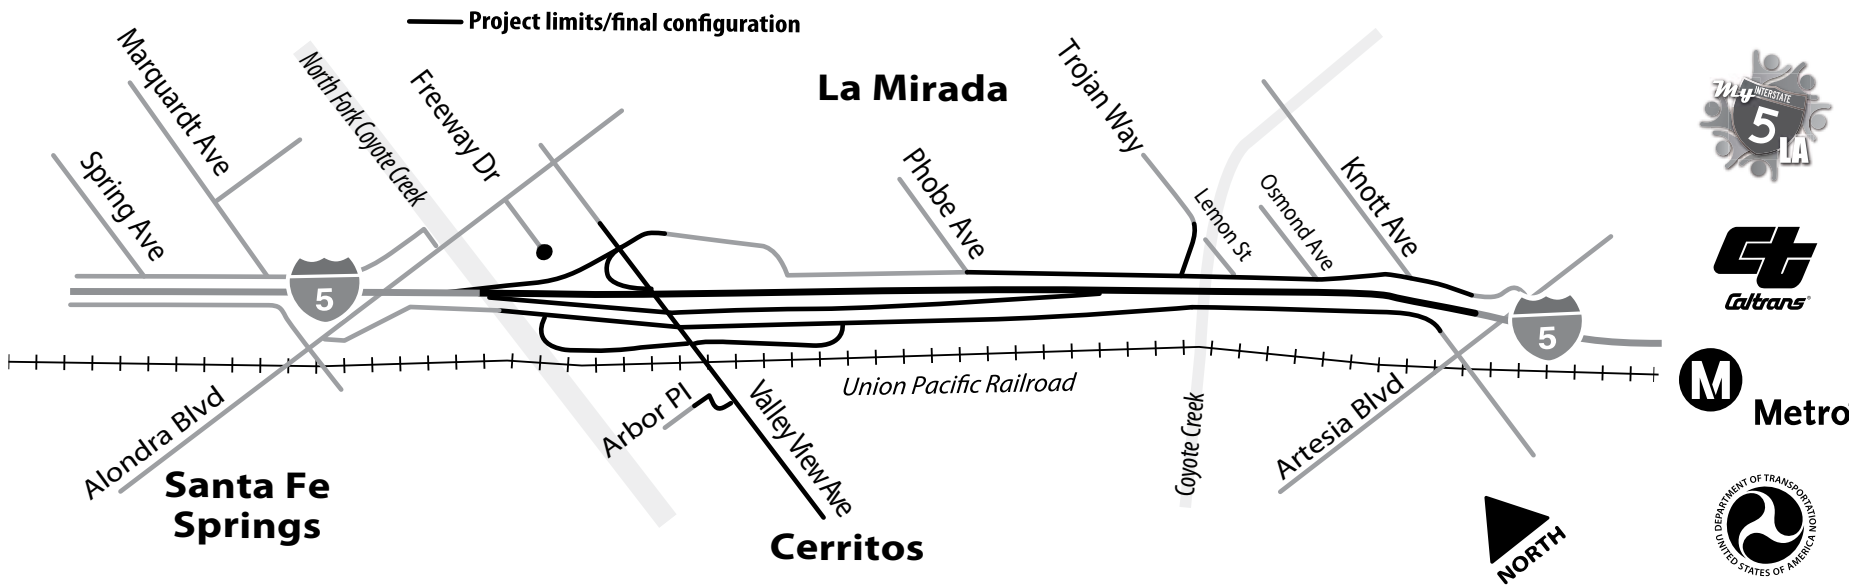 Project limits/final configuration
Marquardt Ave
North Fork Coyote Creek
Freeway Dr
La Mirada
Trojan Way
Spring Ave
Phobe Ave
Lemon St
Osmond Ave
Knott Ave
5
5
Union Pacific Railroad
Alondra Blvd
Arbor Pl
Valley View Ave
Coyote Creek
Artesia Blvd
Santa Fe
Springs
Cerritos
NORTH
My INTERSTATE
5
LA
Ct
Caltrans®
M
Metro
DEPARTMENT OF TRANSPORTATION
UNITED STATES OF AMERICA